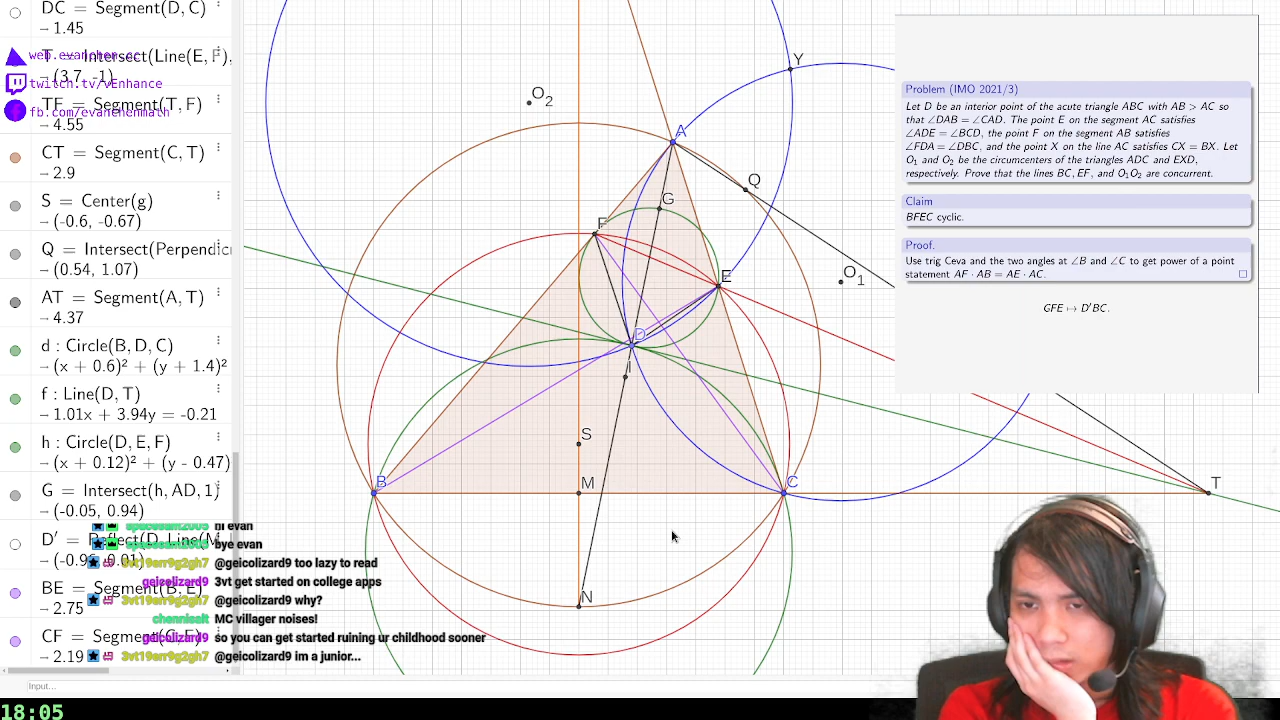 DC = Segment(D, C)
→ 1.45
T = Intersect(Line(E, F),
→ (3.7, -1)
web.evanchen.cc
twitch.tv/vEnhance
TF = Segment(T, F)
fb.com/evanchenmath
→ 4.55
CT = Segment(C, T)
→ 2.9
S = Center(g)
→ (-0.6, -0.67)
Q = Intersect(Perpendic
→ (0.54, 1.07)
AT = Segment(A, T)
→ 4.37
d : Circle(B, D, C)
→ (x + 0.6)² + (y + 1.4)²
f : Line(D, T)
→ 1.01x + 3.94y = -0.21
h : Circle(D, E, F)
→ (x + 0.12)² + (y - 0.47)
G = Intersect(h, AD, 1)
→ (-0.05, 0.94)
BE = Segment(B, E)
→ 2.75
→ 2.19
Input...
18:05
hi evan
bye evan
3vt19err9g2gh7 @geicolizard9 too lazy to read
geicolizard9 3vt get started on college apps
3vt19err9g2gh7 @geicolizard9 why?
chennisalt MC villager noises!
geicolizard9 so you can get started ruining ur childhood sooner
3vt19err9g2gh7 @geicolizard9 im a junior...
Y
O₂
A
Q
G
F
O₁
E
D
I
S
B
M
C
T
N
Problem (IMO 2021/3)
Let D be an interior point of the acute triangle ABC with AB > AC so
that ∠DAB = ∠CAD. The point E on the segment AC satisfies
∠ADE = ∠BCD, the point F on the segment AB satisfies
∠FDA = ∠DBC, and the point X on the line AC satisfies CX = BX. Let
O₁ and O₂ be the circumcenters of the triangles ADC and EXD,
respectively. Prove that the lines BC, EF, and O₁O₂ are concurrent.
Claim
BFEC cyclic.
Proof.
Use trig Ceva and the two angles at ∠B and ∠C to get power of a point
statement AF · AB = AE · AC.
GFE ↦ D′BC.